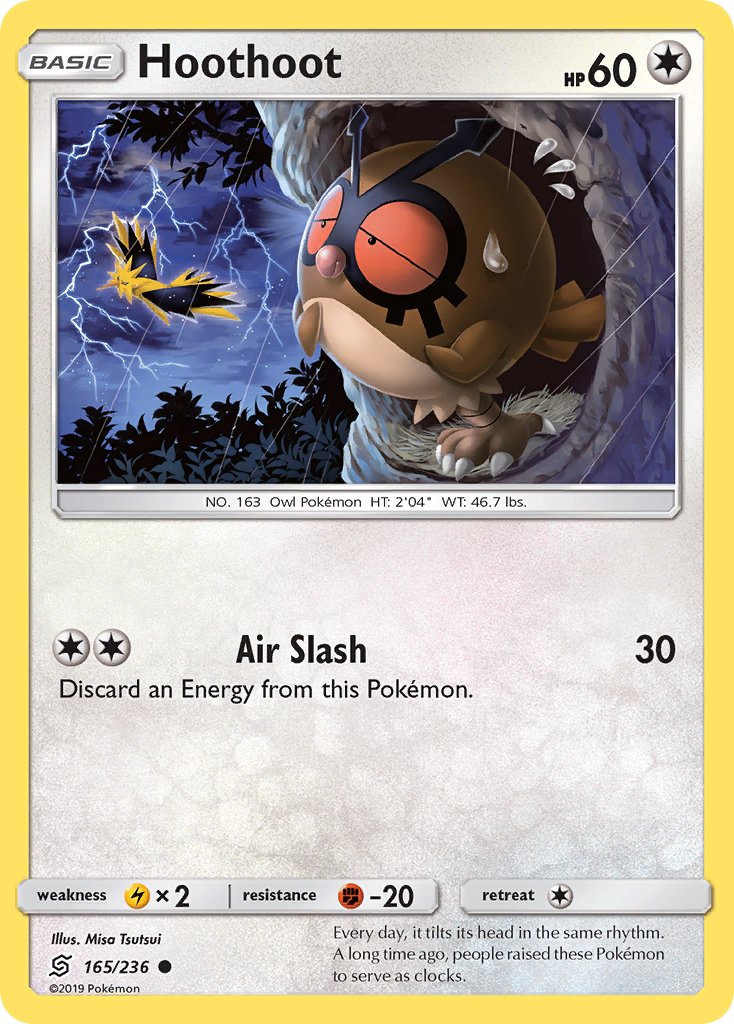 BASIC Hoothoot HP60
NO. 163 Owl Pokémon HT: 2'04" WT: 46.7 lbs.
Air Slash 30
Discard an Energy from this Pokémon.
weakness ×2 resistance -20 retreat
Illus. Misa Tsutsui
165/236
©2019 Pokémon
Every day, it tilts its head in the same rhythm.
A long time ago, people raised these Pokémon
to serve as clocks.